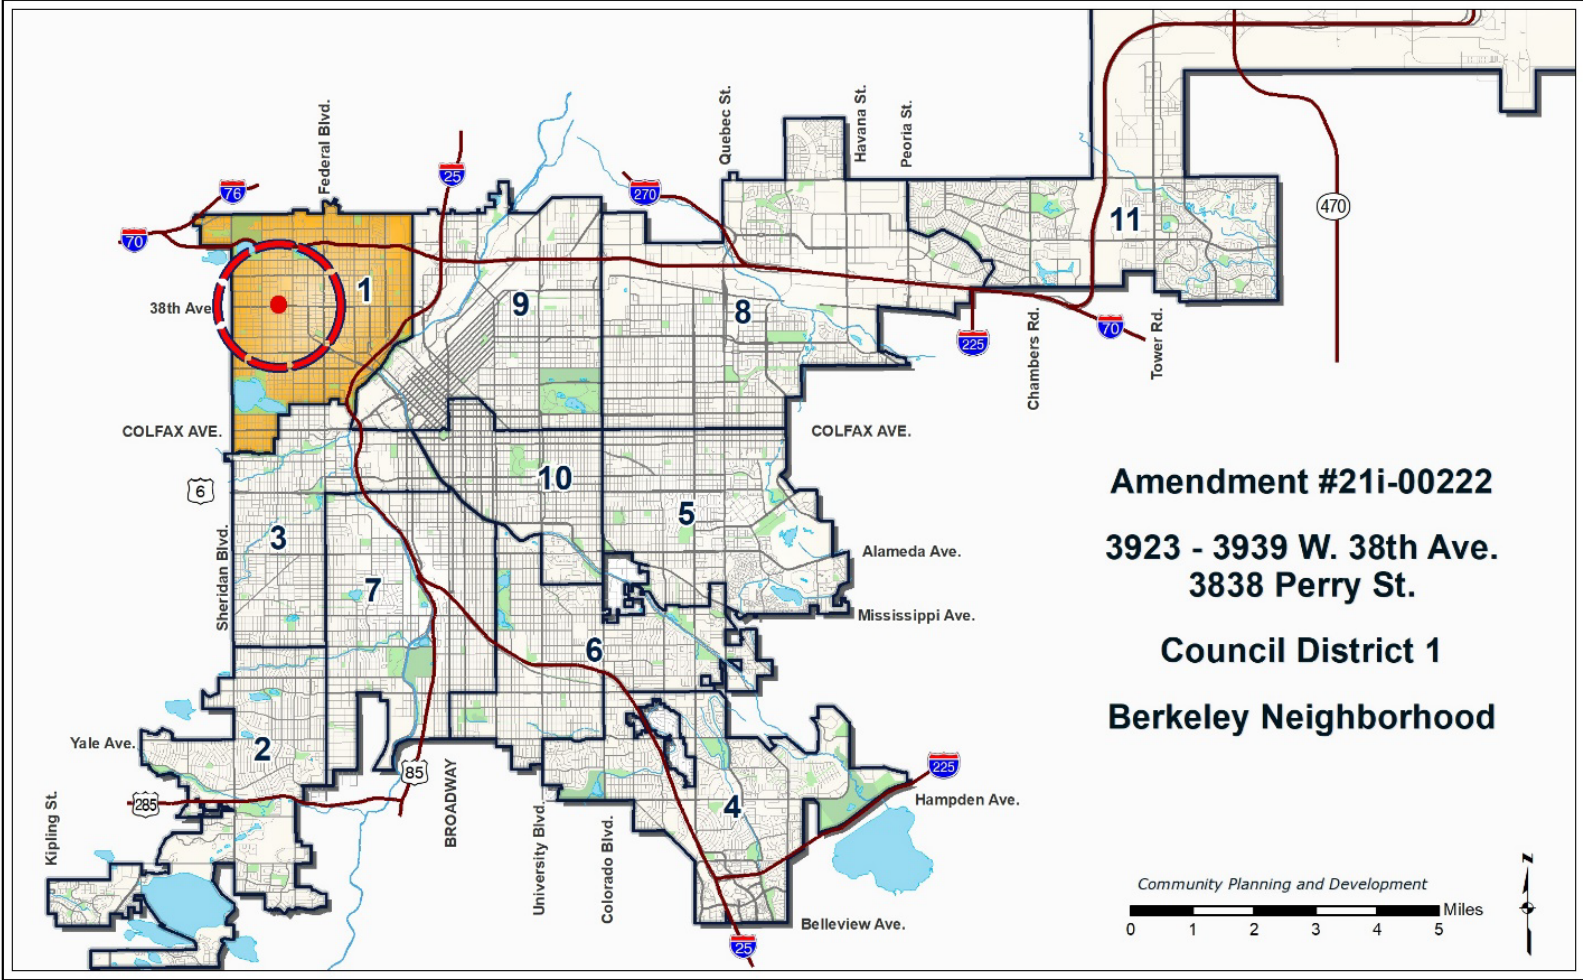 Federal Blvd.
Quebec St.
Havana St.
Peoria St.
76
25
270
70
470
11
1
38th Ave
9
8
225
70
Chambers Rd.
Tower Rd.
COLFAX AVE.
COLFAX AVE.
6
10
5
3
Sheridan Blvd.
7
Alameda Ave.
Mississippi Ave.
6
Yale Ave.
2
85
285
Kipling St.
BROADWAY
University Blvd.
Colorado Blvd.
4
225
Hampden Ave.
Belleview Ave.
25
Amendment #21i-00222
3923 - 3939 W. 38th Ave.
3838 Perry St.
Council District 1
Berkeley Neighborhood
Community Planning and Development
Miles
0 1 2 3 4 5
N